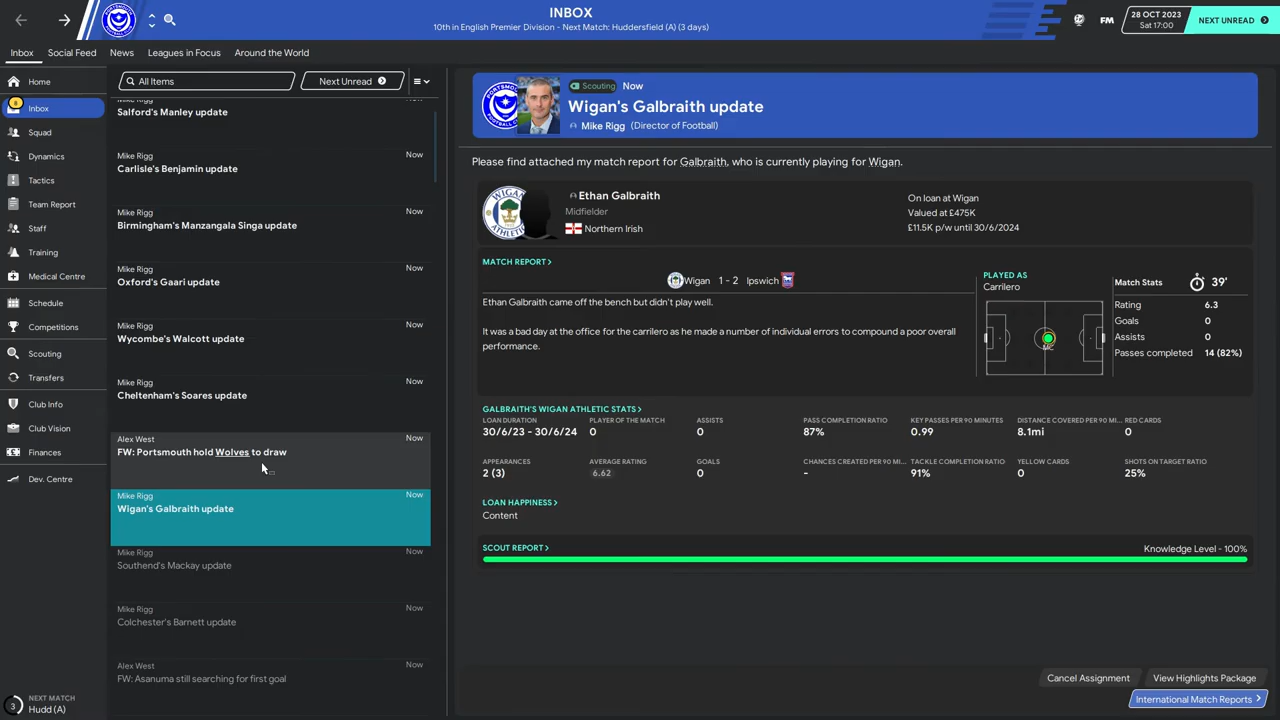 INBOX
10th in English Premier Division - Next Match: Huddersfield (A) (3 days)
FM
28 OCT 2023
Sat 17:00
NEXT UNREAD
Inbox
Social Feed
News
Leagues in Focus
Around the World
Home
Inbox
Squad
Dynamics
Tactics
Team Report
Staff
Training
Medical Centre
Schedule
Competitions
Scouting
Transfers
Club Info
Club Vision
Finances
Dev. Centre
3
NEXT MATCH
Hudd (A)
All Items
Next Unread
Mike Rigg
Now
Salford's Manley update
Mike Rigg
Now
Carlisle's Benjamin update
Mike Rigg
Now
Birmingham's Manzangala Singa update
Mike Rigg
Now
Oxford's Gaari update
Mike Rigg
Now
Wycombe's Walcott update
Mike Rigg
Now
Cheltenham's Soares update
Alex West
Now
FW: Portsmouth hold Wolves to draw
Mike Rigg
Now
Wigan's Galbraith update
Mike Rigg
Now
Southend's Mackay update
Mike Rigg
Now
Colchester's Barnett update
Alex West
Now
FW: Asanuma still searching for first goal
Scouting
Now
Wigan's Galbraith update
Mike Rigg (Director of Football)
Please find attached my match report for Galbraith, who is currently playing for Wigan.
Ethan Galbraith
Midfielder
Northern Irish
On loan at Wigan
Valued at £475K
£11.5K p/w until 30/6/2024
MATCH REPORT >
Wigan 1 - 2 Ipswich
Ethan Galbraith came off the bench but didn't play well.
It was a bad day at the office for the carrilero as he made a number of individual errors to compound a poor overall
performance.
PLAYED AS
Carrilero
MC
Match Stats 39'
Rating 6.3
Goals 0
Assists 0
Passes completed 14 (82%)
GALBRAITH'S WIGAN ATHLETIC STATS >
LOAN DURATION PLAYER OF THE MATCH ASSISTS PASS COMPLETION RATIO KEY PASSES PER 90 MINUTES DISTANCE COVERED PER 90 MI... RED CARDS
30/6/23 - 30/6/24 0 0 87% 0.99 8.1mi 0
APPEARANCES AVERAGE RATING GOALS CHANCES CREATED PER 90 MI... TACKLE COMPLETION RATIO YELLOW CARDS SHOTS ON TARGET RATIO
2 (3) 6.62 0 - 91% 0 25%
LOAN HAPPINESS >
Content
SCOUT REPORT >
Knowledge Level - 100%
Cancel Assignment
View Highlights Package
International Match Reports >